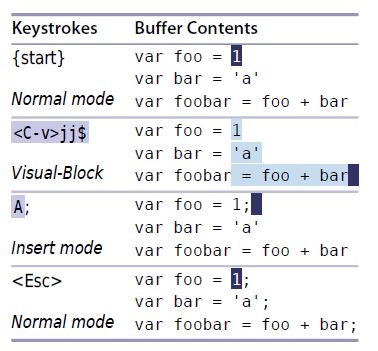 Keystrokes Buffer Contents
{start} var foo = 1
var bar = 'a'
Normal mode var foobar = foo + bar
<C-v>jj$ var foo = 1
var bar = 'a'
Visual-Block var foobar = foo + bar
A; var foo = 1;
var bar = 'a'
Insert mode var foobar = foo + bar
<Esc> var foo = 1;
var bar = 'a';
Normal mode var foobar = foo + bar;